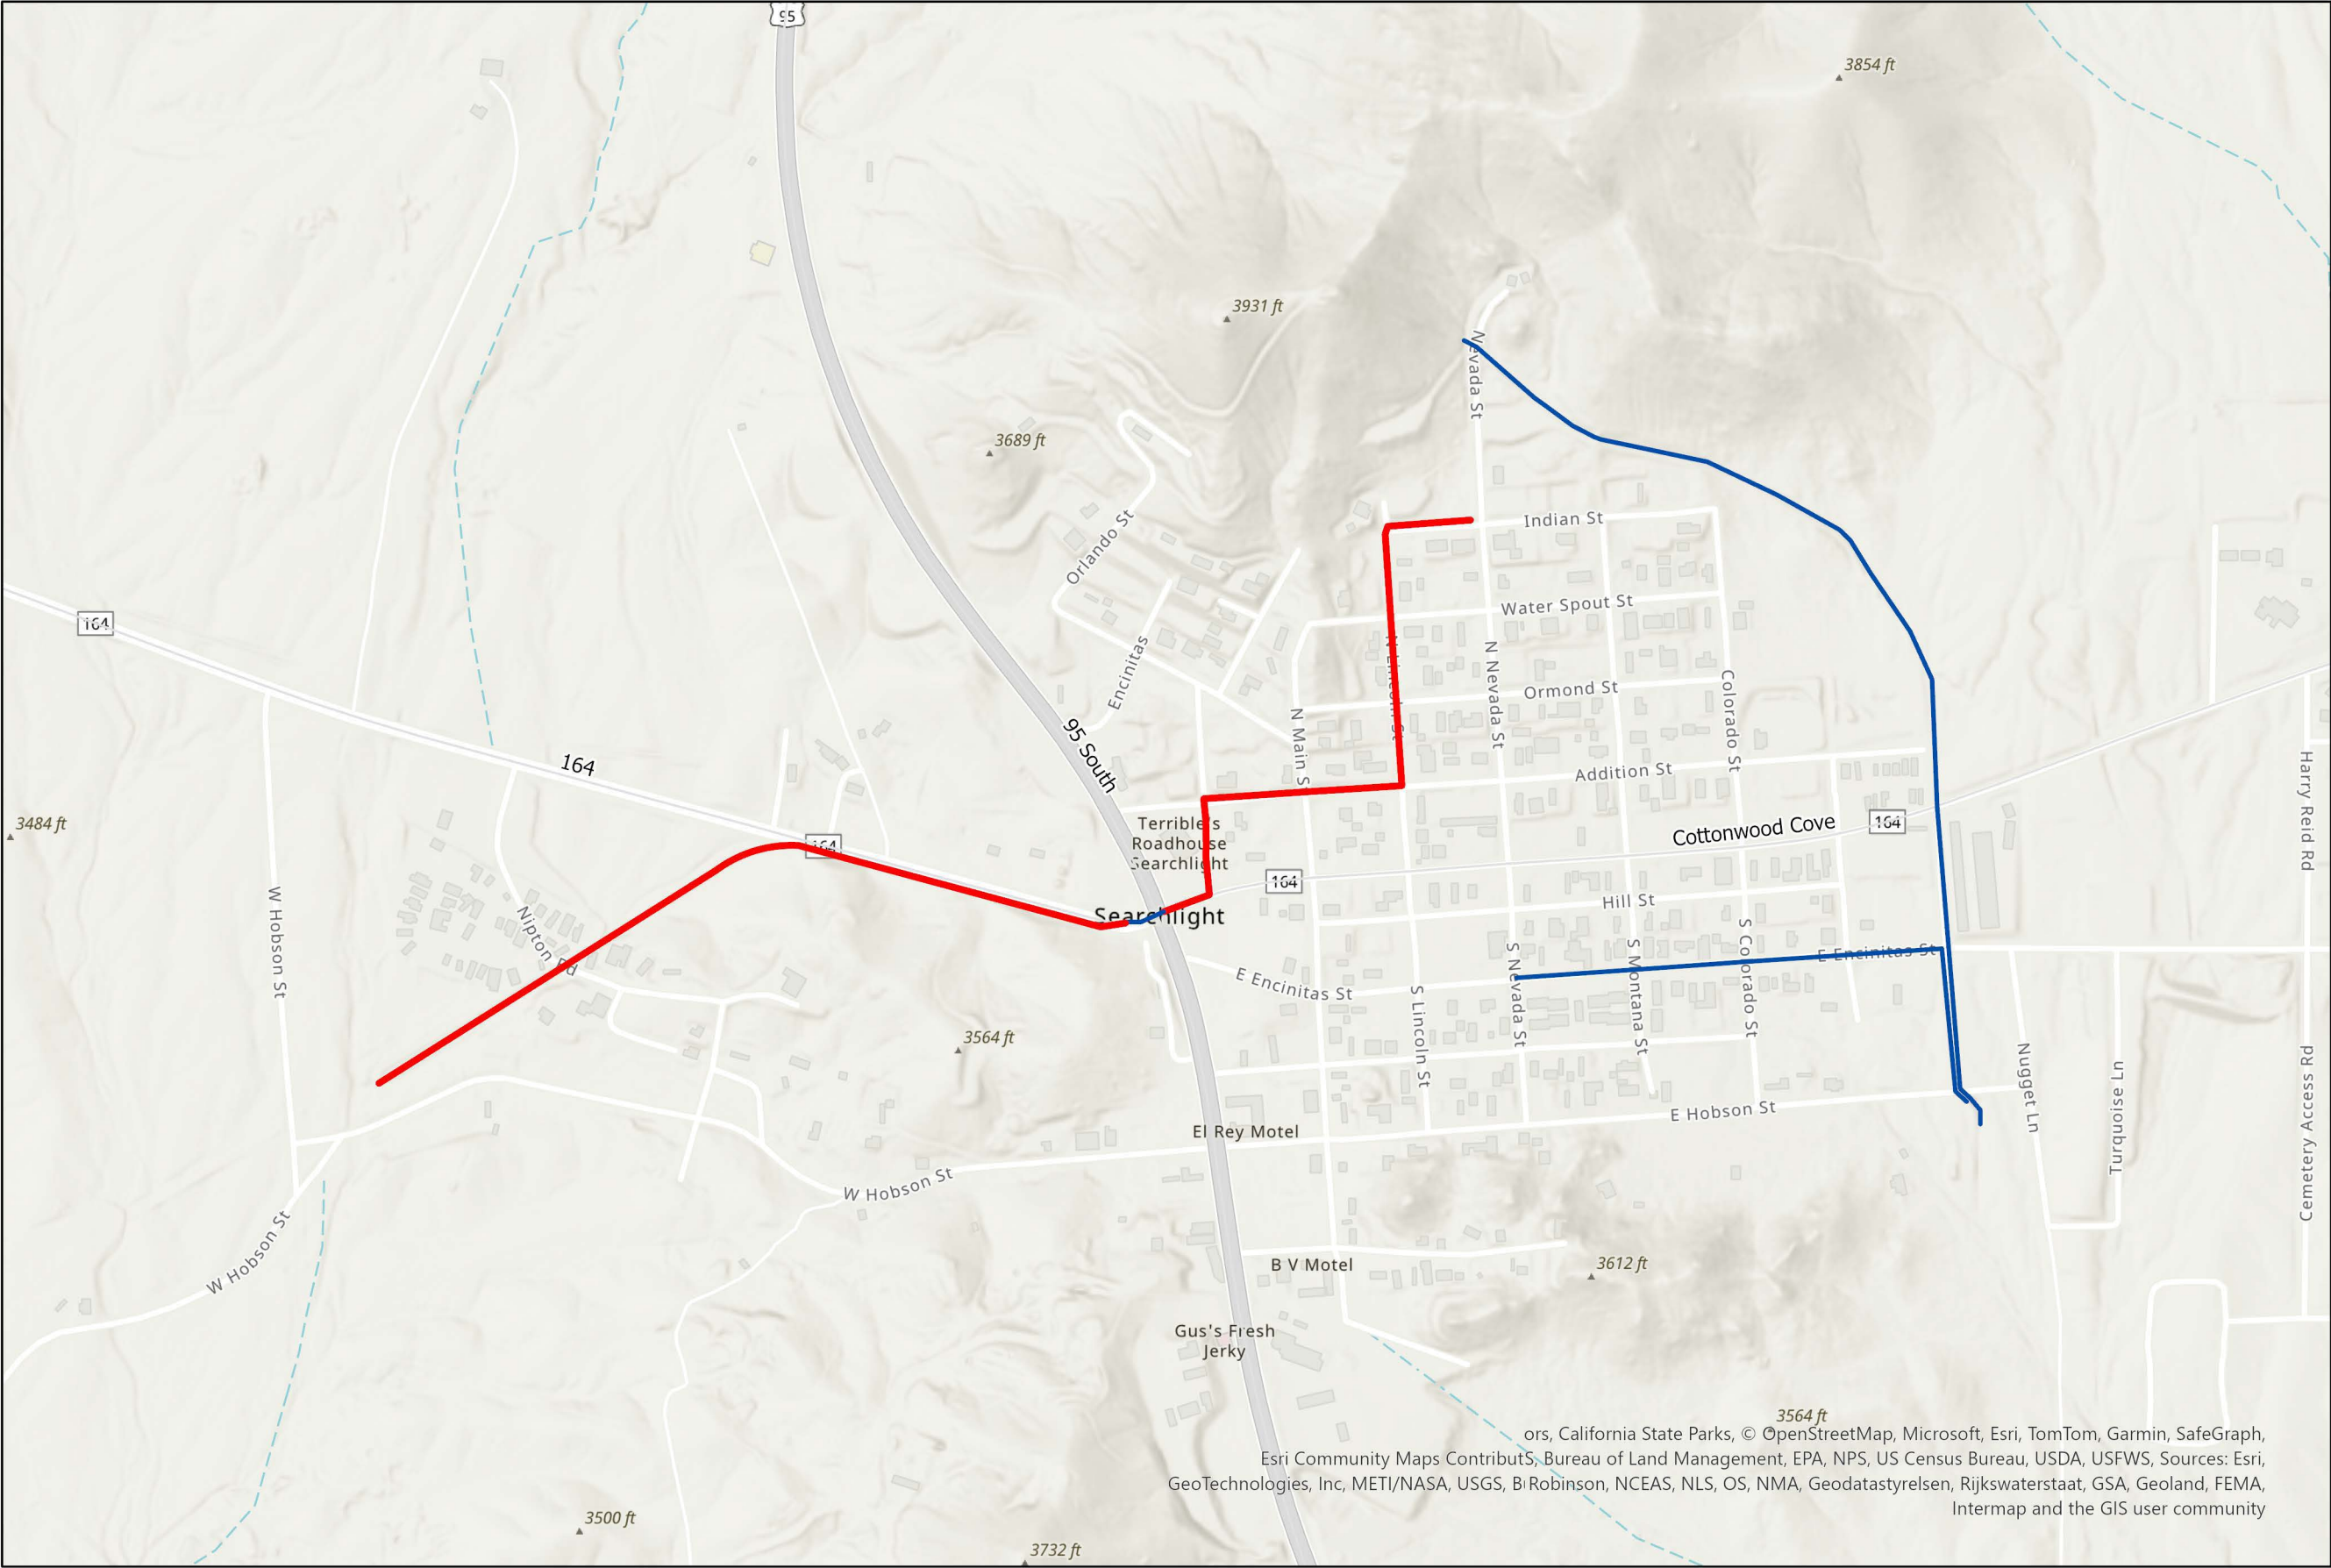 95
3854 ft
3931 ft
Nevada St
3689 ft
Indian St
Orlando St
Water Spout St
164
Encinitas
N Lincoln St
N Nevada St
Ormond St
Colorado St
N Main St
95 South
164
Addition St
Harry Reid Rd
3484 ft
Terrible's
Roadhouse
Searchlight
Cottonwood Cove
164
164
164
W Hobson St
Hill St
Searchlight
Nipton Rd
E Encinitas St
E Encinitas St
S Nevada St
S Montana St
S Colorado St
S Lincoln St
3564 ft
Nugget Ln
Turquoise Ln
Cemetery Access Rd
E Hobson St
El Rey Motel
W Hobson St
W Hobson St
B V Motel
3612 ft
Gus's Fresh
Jerky
3564 ft
ors, California State Parks, © OpenStreetMap, Microsoft, Esri, TomTom, Garmin, SafeGraph,
Esri Community Maps ContributS, Bureau of Land Management, EPA, NPS, US Census Bureau, USDA, USFWS, Sources: Esri,
GeoTechnologies, Inc, METI/NASA, USGS, B Robinson, NCEAS, NLS, OS, NMA, Geodatastyrelsen, Rijkswaterstaat, GSA, Geoland, FEMA,
Intermap and the GIS user community
3500 ft
3732 ft